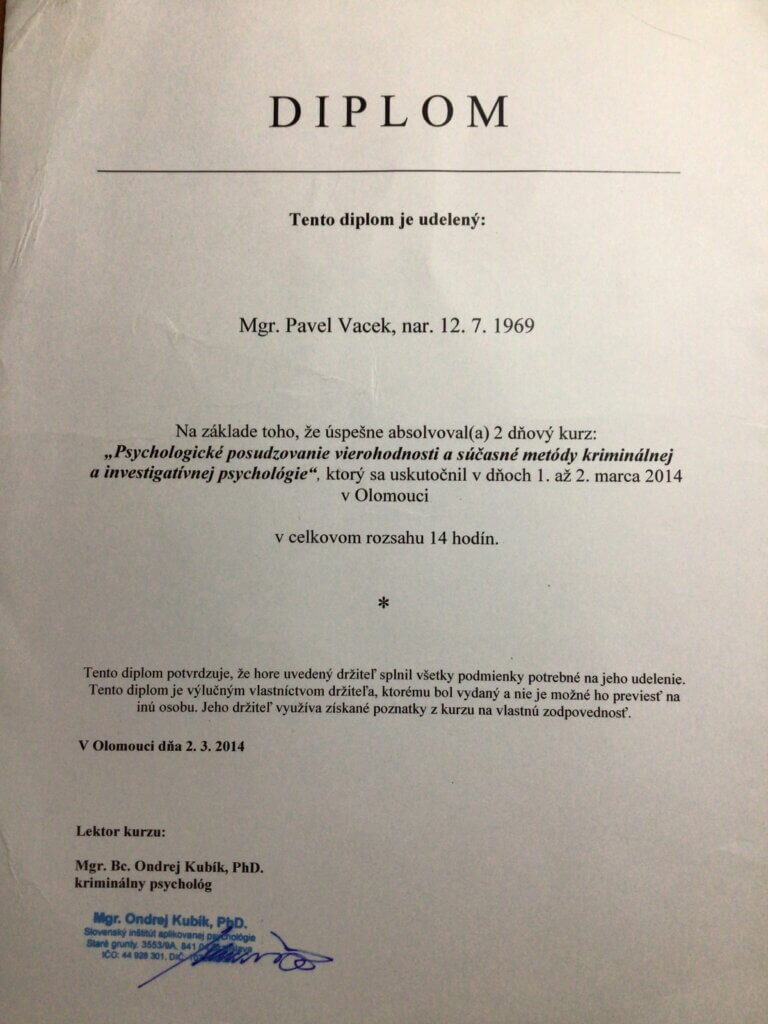 DIPLOM
Tento diplom je udelený:
Mgr. Pavel Vacek, nar. 12. 7. 1969
Na základe toho, že úspešne absolvoval(a) 2 dňový kurz:
„Psychologické posudzovanie vierohodnosti a súčasné metódy kriminálnej
a investigatívnej psychológie“, ktorý sa uskutočnil v dňoch 1. až 2. marca 2014
v Olomouci
v celkovom rozsahu 14 hodín.
*
Tento diplom potvrdzuje, že hore uvedený držiteľ splnil všetky podmienky potrebné na jeho udelenie.
Tento diplom je výlučným vlastníctvom držiteľa, ktorému bol vydaný a nie je možné ho previesť na
inú osobu. Jeho držiteľ využíva získané poznatky z kurzu na vlastnú zodpovednosť.
V Olomouci dňa 2. 3. 2014
Lektor kurzu:
Mgr. Bc. Ondrej Kubík, PhD.
kriminálny psychológ
Mgr. Ondrej Kubík, PhD.
Slovenský inštitút aplikovanej psychológie
Staré grunty. 3553/9A, 841
IČO: 44 928 301, DIČ